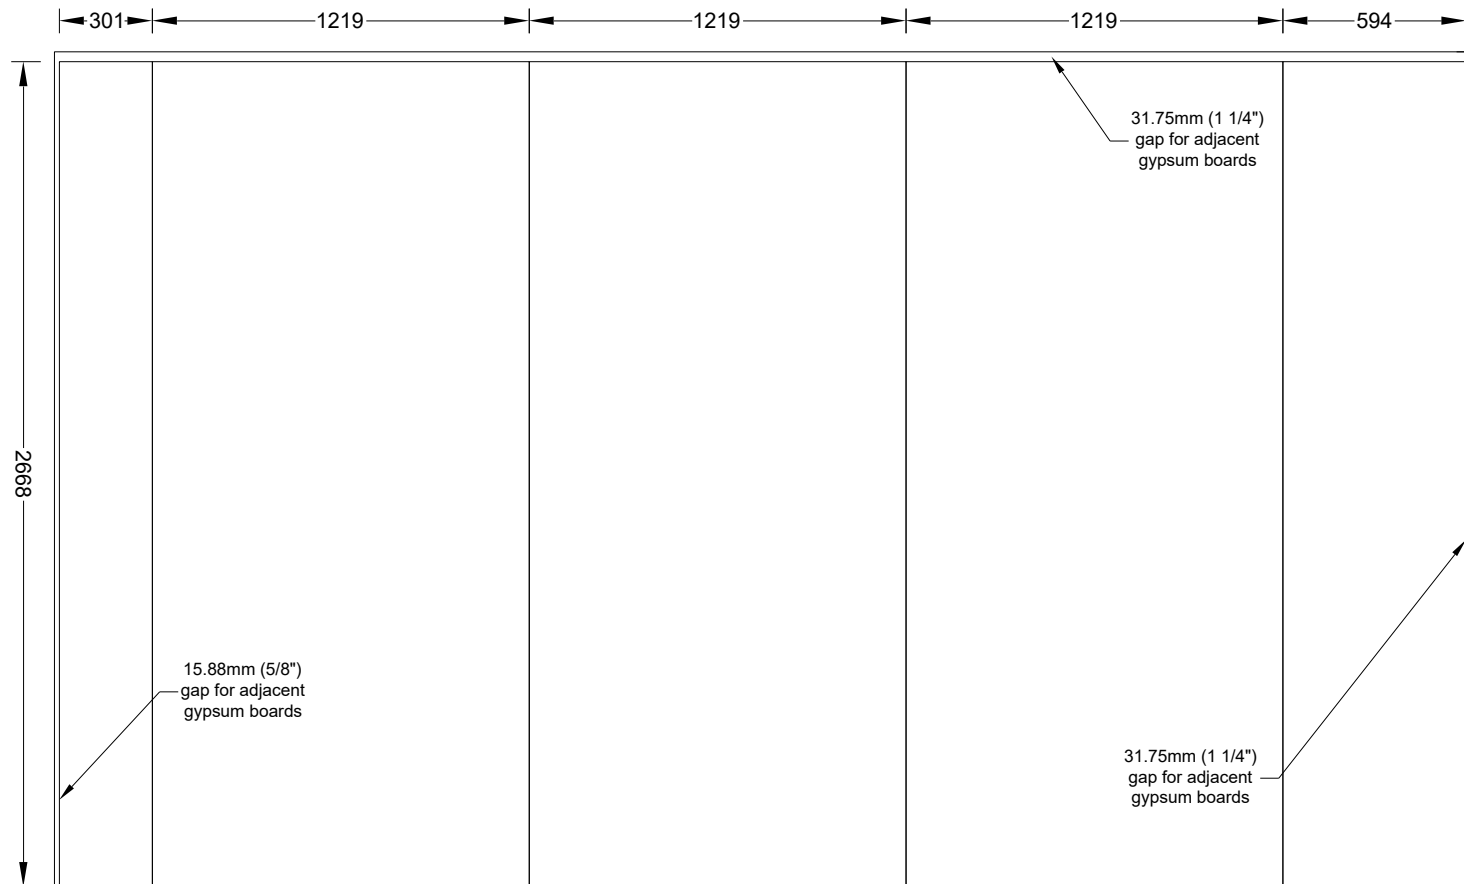 301 1219 1219 1219 594
31.75mm (1 1/4")
gap for adjacent
gypsum boards
2668
15.88mm (5/8")
gap for adjacent
gypsum boards
31.75mm (1 1/4")
gap for adjacent
gypsum boards